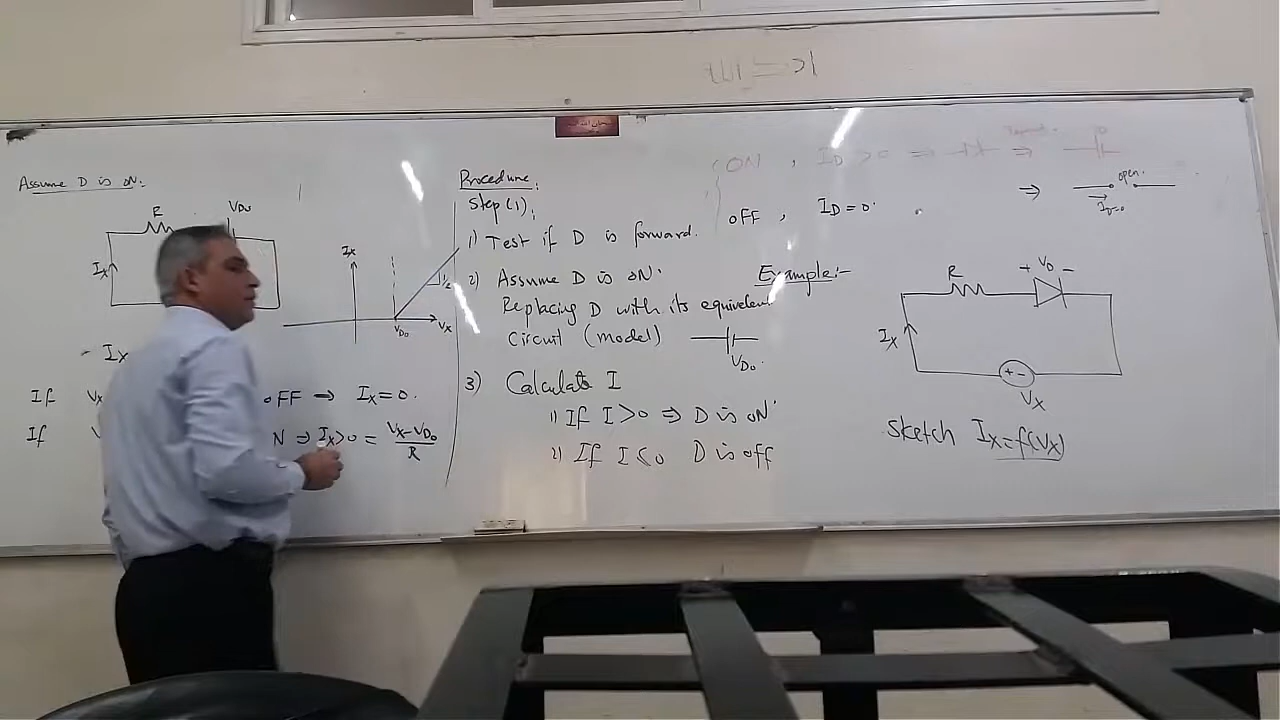 Assume D is ON:
R
VDo
Ix
Ix
VDo
Vx
- Ix
If Vx
OFF → Ix=0.
If V
N ⇒ Ix>0 = Vx-VDo
R
Procedure:
Step (1),
1) Test if D is forward.
2) Assume D is ON.
Replacing D with its equivalent
Circuit (model)
VDo.
3) Calculate I
1) If I>0 ⇒ D is ON
2) If I<0 D is off
ON, ID>0 ⇒
⇒
OFF, ID=0.
⇒
open.
ID=0
Example:-
R
+ VD -
Ix
+ -
Vx
Sketch Ix=f(Vx)